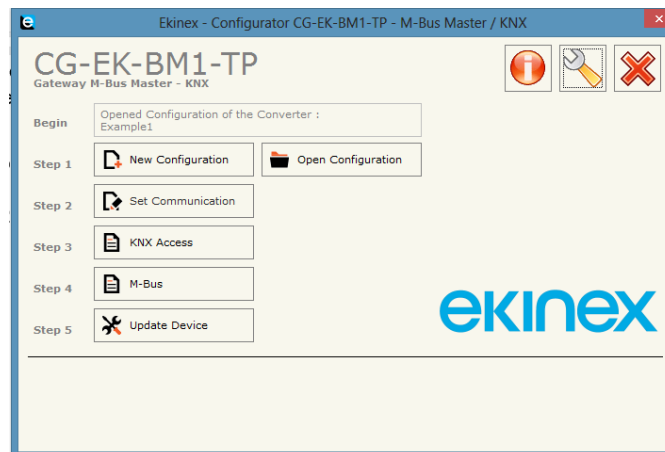 Ekinex - Configurator CG-EK-BM1-TP - M-Bus Master / KNX
CG-EK-BM1-TP
Gateway M-Bus Master - KNX
Begin
Opened Configuration of the Converter :
Example1
Step 1
New Configuration
Open Configuration
Step 2
Set Communication
Step 3
KNX Access
Step 4
M-Bus
Step 5
Update Device
ekinex